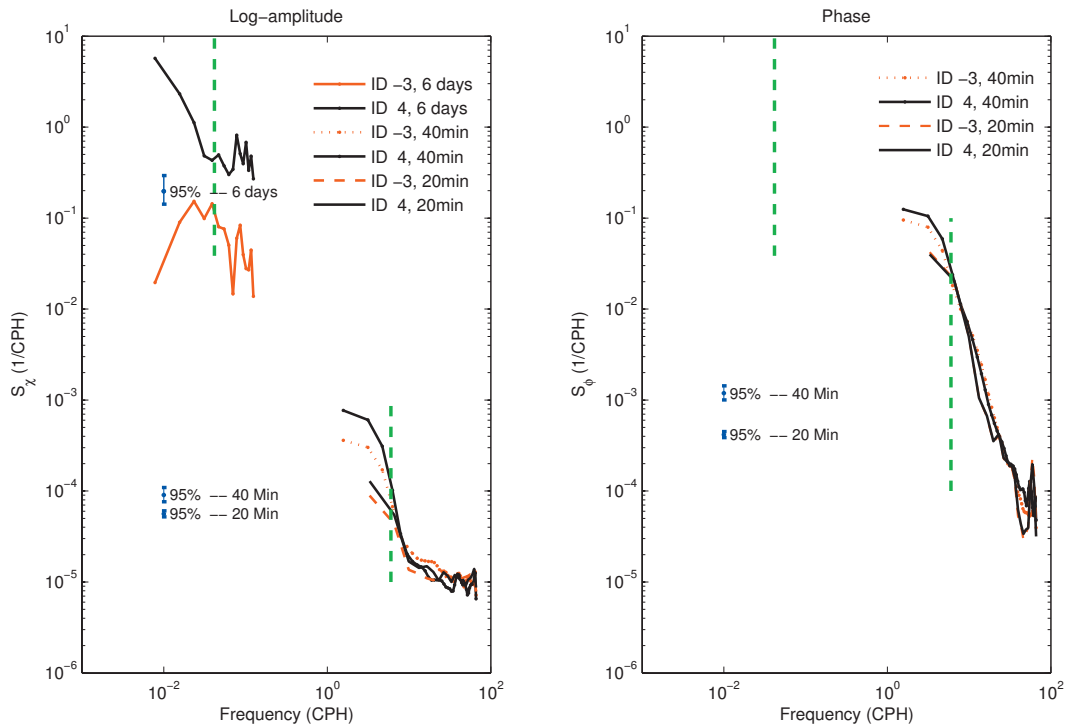 Log−amplitude
10^1
10^0
10^−1
10^−2
10^−3
10^−4
10^−5
10^−6
S_χ (1/CPH)
ID −3, 6 days
ID 4, 6 days
ID −3, 40min
ID 4, 40min
ID −3, 20min
ID 4, 20min
95% −− 6 days
95% −− 40 Min
95% −− 20 Min
10^−2
10^0
10^2
Frequency (CPH)
Phase
10^1
10^0
10^−1
10^−2
10^−3
10^−4
10^−5
10^−6
S_ϕ (1/CPH)
ID −3, 40min
ID 4, 40min
ID −3, 20min
ID 4, 20min
95% −− 40 Min
95% −− 20 Min
10^−2
10^0
10^2
Frequency (CPH)